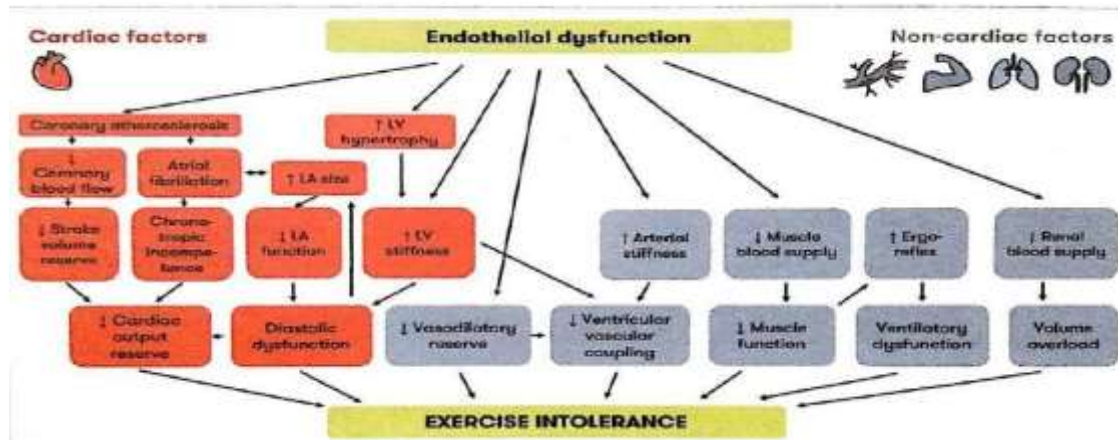 Cardiac factors
Endothelial dysfunction
Non-cardiac factors
Coronary atherosclerosis
↑ LV
hypertrophy
↓
Coronary
blood flow
Atrial
fibrillation
↑ LA size
↓ Stroke
volume
reserve
Chrono-
tropic
incompe-
tence
↓ LA
function
↑ LV
stiffness
↑ Arterial
stiffness
↓ Muscle
blood supply
↑ Ergo-
reflex
↓ Renal
blood supply
↓ Cardiac
output
reserve
Diastolic
dysfunction
↓ Vasodilatory
reserve
↓ Ventricular
vascular
coupling
↓ Muscle
function
Ventilatory
dysfunction
Volume
overload
EXERCISE INTOLERANCE